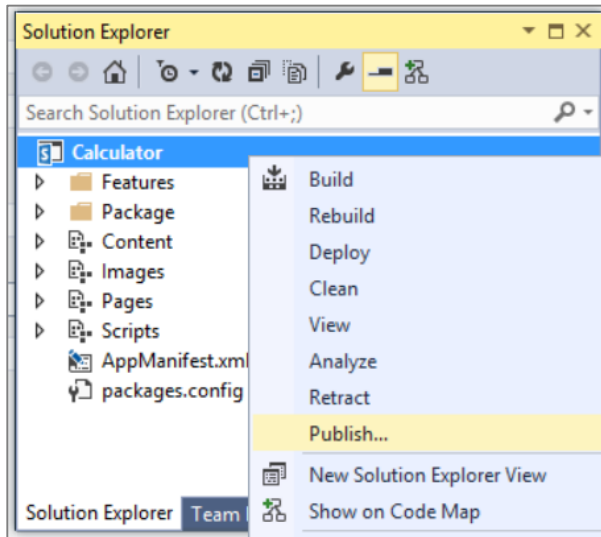 Solution Explorer
Search Solution Explorer (Ctrl+;)
Calculator
Features
Package
Content
Images
Pages
Scripts
AppManifest.xml
packages.config
Build
Rebuild
Deploy
Clean
View
Analyze
Retract
Publish...
New Solution Explorer View
Show on Code Map
Solution Explorer
Team